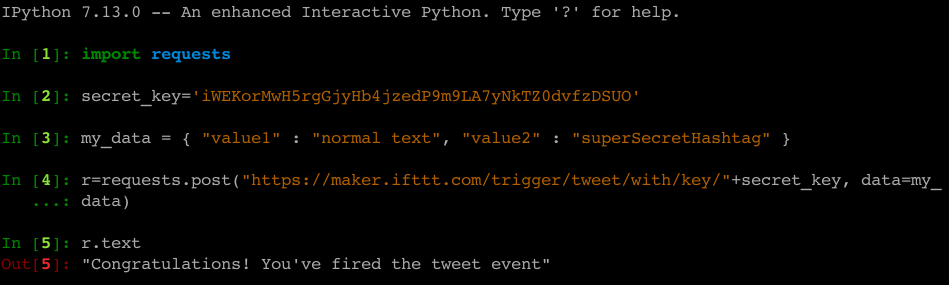 IPython 7.13.0 -- An enhanced Interactive Python. Type '?' for help.
In [1]: import requests
In [2]: secret_key='iWEKorMwH5rgGjyHb4jzedP9m9LA7yNkTZ0dvfzDSUO'
In [3]: my_data = { "value1" : "normal text", "value2" : "superSecretHashtag" }
In [4]: r=requests.post("https://maker.ifttt.com/trigger/tweet/with/key/"+secret_key, data=my_
...: data)
In [5]: r.text
Out[5]: "Congratulations! You've fired the tweet event"